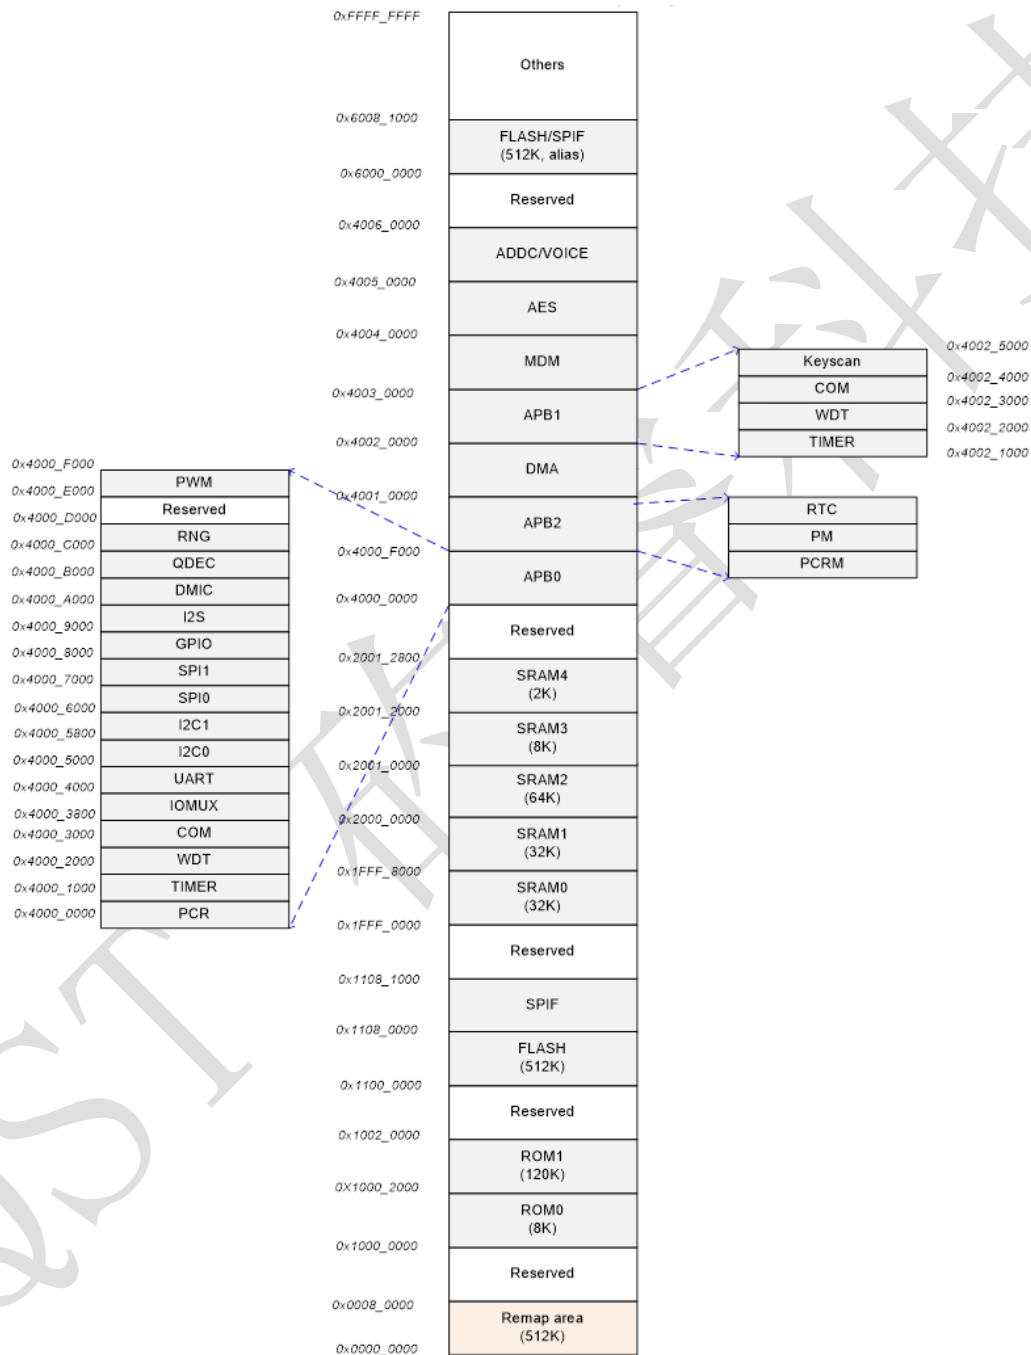 0xFFFF_FFFF
Others
0x6008_1000
FLASH/SPIF
(512K, alias)
0x6000_0000
Reserved
0x4006_0000
ADDC/VOICE
0x4005_0000
AES
0x4004_0000
MDM
0x4003_0000
APB1
0x4002_0000
DMA
0x4001_0000
APB2
0x4000_F000
APB0
0x4000_0000
Reserved
0x2001_2800
SRAM4
(2K)
0x2001_2000
SRAM3
(8K)
0x2001_0000
SRAM2
(64K)
0x2000_0000
SRAM1
(32K)
0x1FFF_8000
SRAM0
(32K)
0x1FFF_0000
Reserved
0x1108_1000
SPIF
0x1108_0000
FLASH
(512K)
0x1100_0000
Reserved
0x1002_0000
ROM1
(120K)
0X1000_2000
ROM0
(8K)
0x1000_0000
Reserved
0x0008_0000
Remap area
(512K)
0x0000_0000
0x4002_5000
Keyscan
0x4002_4000
COM
0x4002_3000
WDT
0x4002_2000
TIMER
0x4002_1000
RTC
PM
PCRM
0x4000_F000
PWM
0x4000_E000
Reserved
0x4000_D000
RNG
0x4000_C000
QDEC
0x4000_B000
DMIC
0x4000_A000
I2S
0x4000_9000
GPIO
0x4000_8000
SPI1
0x4000_7000
SPI0
0x4000_6000
I2C1
0x4000_5800
I2C0
0x4000_5000
UART
0x4000_4000
IOMUX
0x4000_3800
COM
0x4000_3000
WDT
0x4000_2000
TIMER
0x4000_1000
PCR
0x4000_0000
QST
科技